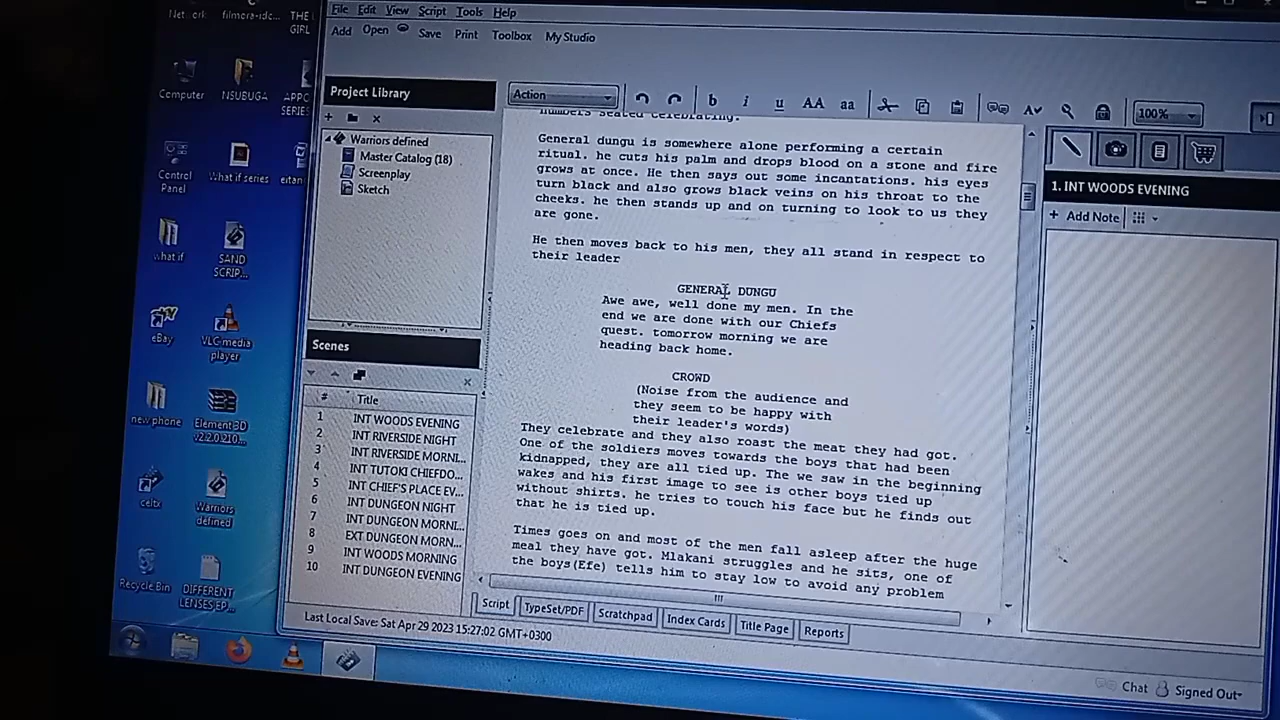 THE
GIRL
Computer
NSUBUGA
Control
Panel
What if series
what if
SAND
SCRIP...
eBay
VLC media
player
new phone
Element3D
celtx
Warriors
defined
Recycle Bin
DIFFERENT
LENSES EP...
File Edit View Script Tools Help
Add Open Save Print Toolbox My Studio
Project Library
Action
b i u AA aa
100%
Warriors defined
Master Catalog (18)
Screenplay
Sketch
Scenes
# Title
1 INT WOODS EVENING
2 INT RIVERSIDE NIGHT
3 INT RIVERSIDE MORNI...
4 INT TUTOKI CHIEFDO...
5 INT CHIEF'S PLACE EV...
6 INT DUNGEON NIGHT
7 INT DUNGEON MORNI...
8 EXT DUNGEON MORN...
9 INT WOODS MORNING
10 INT DUNGEON EVENING
numbers seated celebrating.
General dungu is somewhere alone performing a certain
ritual. he cuts his palm and drops blood on a stone and fire
grows at once. He then says out some incantations. his eyes
turn black and also grows black veins on his throat to the
cheeks. he then stands up and on turning to look to us they
are gone.
He then moves back to his men, they all stand in respect to
their leader
GENERAL DUNGU
Awe awe, well done my men. In the
end we are done with our Chiefs
quest. tomorrow morning we are
heading back home.
CROWD
(Noise from the audience and
they seem to be happy with
their leader's words)
They celebrate and they also roast the meat they had got.
One of the soldiers moves towards the boys that had been
kidnapped, they are all tied up. The we saw in the beginning
wakes and his first image to see is other boys tied up
without shirts. he tries to touch his face but he finds out
that he is tied up.
Times goes on and most of the men fall asleep after the huge
meal they have got. Mlakani struggles and he sits, one of
the boys(Efe) tells him to stay low to avoid any problem
Script TypeSet/PDF Scratchpad Index Cards Title Page Reports
Last Local Save: Sat Apr 29 2023 15:27:02 GMT+0300
1. INT WOODS EVENING
+ Add Note
Chat Signed Out